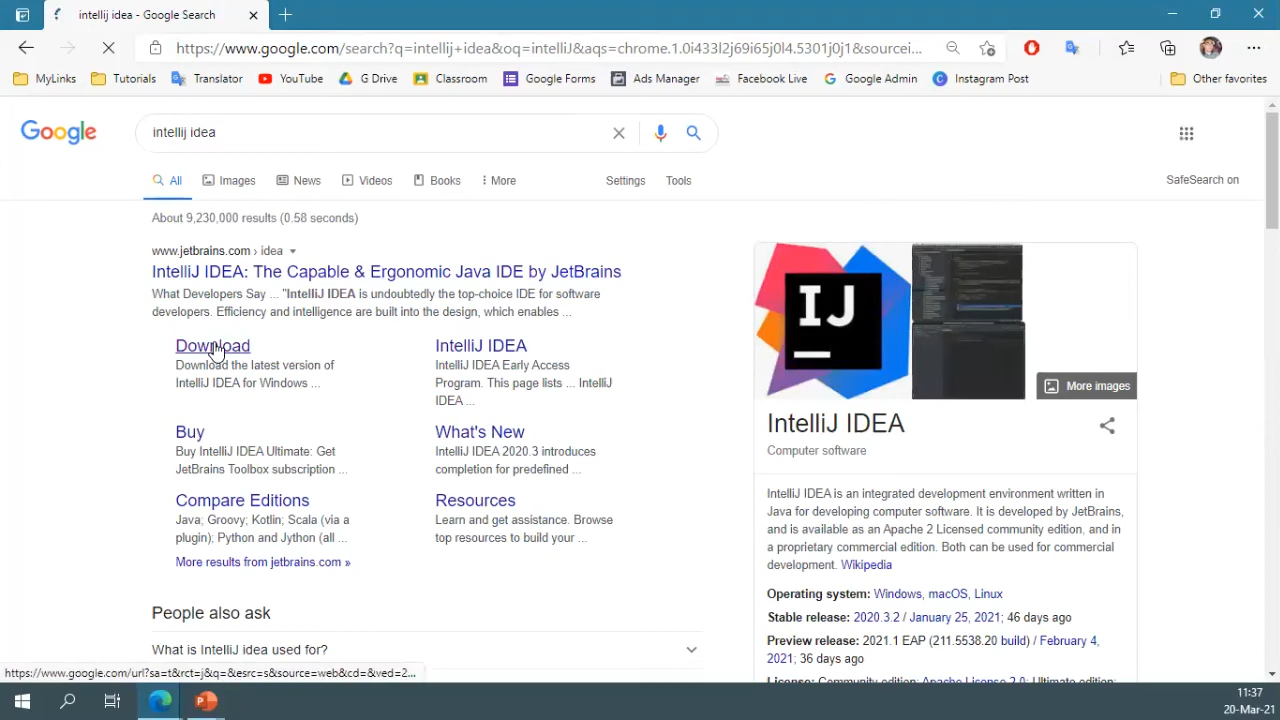 intellij idea - Google Search
https://www.google.com/search?q=intellij+idea&oq=intelliJ&aqs=chrome.1.0i433l2j69i65j0l4.5301j0j1&sourcei...
MyLinks Tutorials Translator YouTube G Drive Classroom Google Forms Ads Manager Facebook Live Google Admin Instagram Post Other favorites
Google
intellij idea
All Images News Videos Books More Settings Tools
SafeSearch on
About 9,230,000 results (0.58 seconds)
www.jetbrains.com › idea
IntelliJ IDEA: The Capable & Ergonomic Java IDE by JetBrains
What Developers Say ... "IntelliJ IDEA is undoubtedly the top-choice IDE for software
developers. Efficiency and intelligence are built into the design, which enables ...
Download
Download the latest version of
IntelliJ IDEA for Windows ...
IntelliJ IDEA
IntelliJ IDEA Early Access
Program. This page lists ... IntelliJ
IDEA ...
Buy
Buy IntelliJ IDEA Ultimate: Get
JetBrains Toolbox subscription ...
What's New
IntelliJ IDEA 2020.3 introduces
completion for predefined ...
Compare Editions
Java; Groovy; Kotlin; Scala (via a
plugin); Python and Jython (all ...
Resources
Learn and get assistance. Browse
top resources to build your ...
More results from jetbrains.com »
People also ask
What is IntelliJ idea used for?
IJ
More images
IntelliJ IDEA
Computer software
IntelliJ IDEA is an integrated development environment written in
Java for developing computer software. It is developed by JetBrains,
and is available as an Apache 2 Licensed community edition, and in
a proprietary commercial edition. Both can be used for commercial
development. Wikipedia
Operating system: Windows, macOS, Linux
Stable release: 2020.3.2 / January 25, 2021; 46 days ago
Preview release: 2021.1 EAP (211.5538.20 build) / February 4,
2021; 36 days ago
License: Community edition: Apache License 2.0; Ultimate edition:
https://www.google.com/url?sa=t&rct=j&q=&esrc=s&source=web&cd=&ved=2...
11:37
20-Mar-21